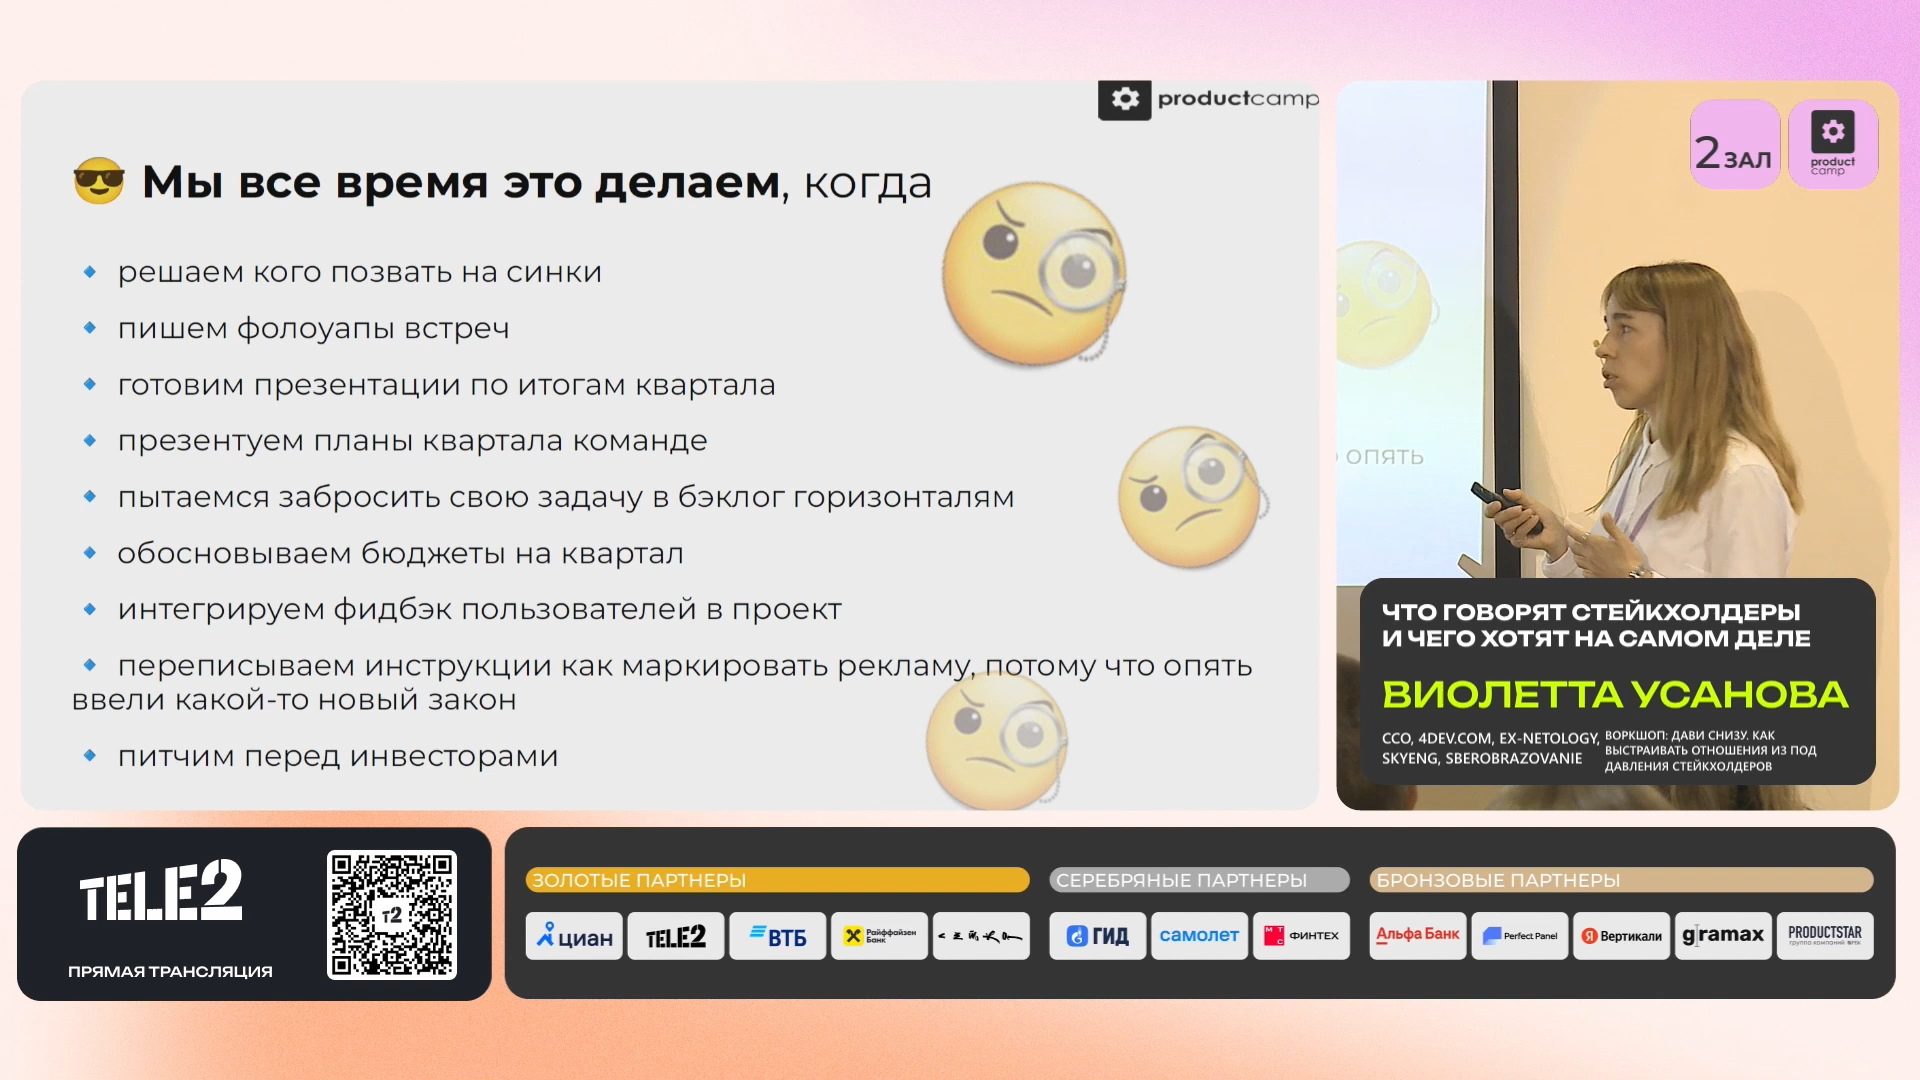 productcamp
😎 Мы все время это делаем, когда
🔹 решаем кого позвать на синки
🔹 пишем фолоуапы встреч
🔹 готовим презентации по итогам квартала
🔹 презентуем планы квартала команде
🔹 пытаемся забросить свою задачу в бэклог горизонталям
🔹 обосновываем бюджеты на квартал
🔹 интегрируем фидбэк пользователей в проект
🔹 переписываем инструкции как маркировать рекламу, потому что опять
ввели какой-то новый закон
🔹 питчим перед инвесторами
2 ЗАЛ
product
camp
опять
ЧТО ГОВОРЯТ СТЕЙКХОЛДЕРЫ
И ЧЕГО ХОТЯТ НА САМОМ ДЕЛЕ
ВИОЛЕТТА УСАНОВА
CCO, 4DEV.COM, EX-NETOLOGY,
SKYENG, SBEROBRAZOVANIE
ВОРКШОП: ДАВИ СНИЗУ. КАК
ВЫСТРАИВАТЬ ОТНОШЕНИЯ ИЗ ПОД
ДАВЛЕНИЯ СТЕЙКХОЛДЕРОВ
TELE2
T2
ПРЯМАЯ ТРАНСЛЯЦИЯ
ЗОЛОТЫЕ ПАРТНЕРЫ
циан
TELE2
ВТБ
Райффайзен
Банк
СЕРЕБРЯНЫЕ ПАРТНЕРЫ
ГИД
самолет
МТС
ФИНТЕХ
БРОНЗОВЫЕ ПАРТНЕРЫ
Альфа Банк
Perfect Panel
Я Вертикали
gramax
PRODUCTSTAR